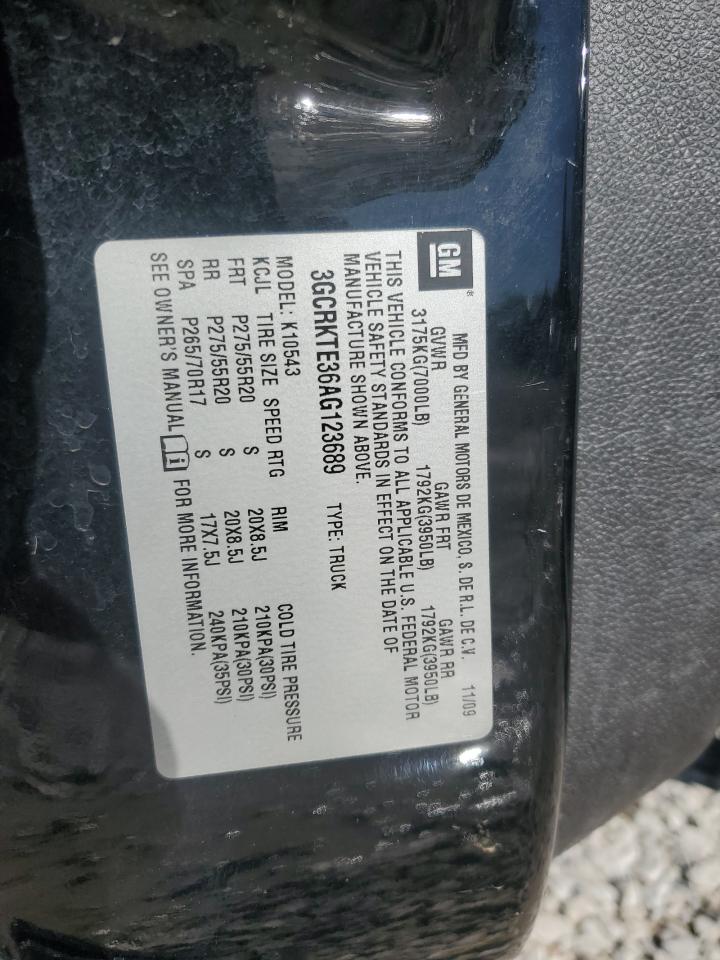 GM®
MFD BY GENERAL MOTORS DE MEXICO, S. DE R.L. DE C.V. 11/09
GVWR GAWR FRT GAWR RR
3175KG(7000LB) 1792KG(3950LB) 1792KG(3950LB)
THIS VEHICLE CONFORMS TO ALL APPLICABLE U.S. FEDERAL MOTOR
VEHICLE SAFETY STANDARDS IN EFFECT ON THE DATE OF
MANUFACTURE SHOWN ABOVE.
3GCRKTE36AG123689 TYPE: TRUCK
MODEL: K10543
KCJL TIRE SIZE SPEED RTG RIM COLD TIRE PRESSURE
FRT P275/55R20 S 20X8.5J 210KPA(30PSI)
RR P275/55R20 S 20X8.5J 210KPA(30PSI)
SPA P265/70R17 S 17X7.5J 240KPA(35PSI)
SEE OWNER'S MANUAL FOR MORE INFORMATION.